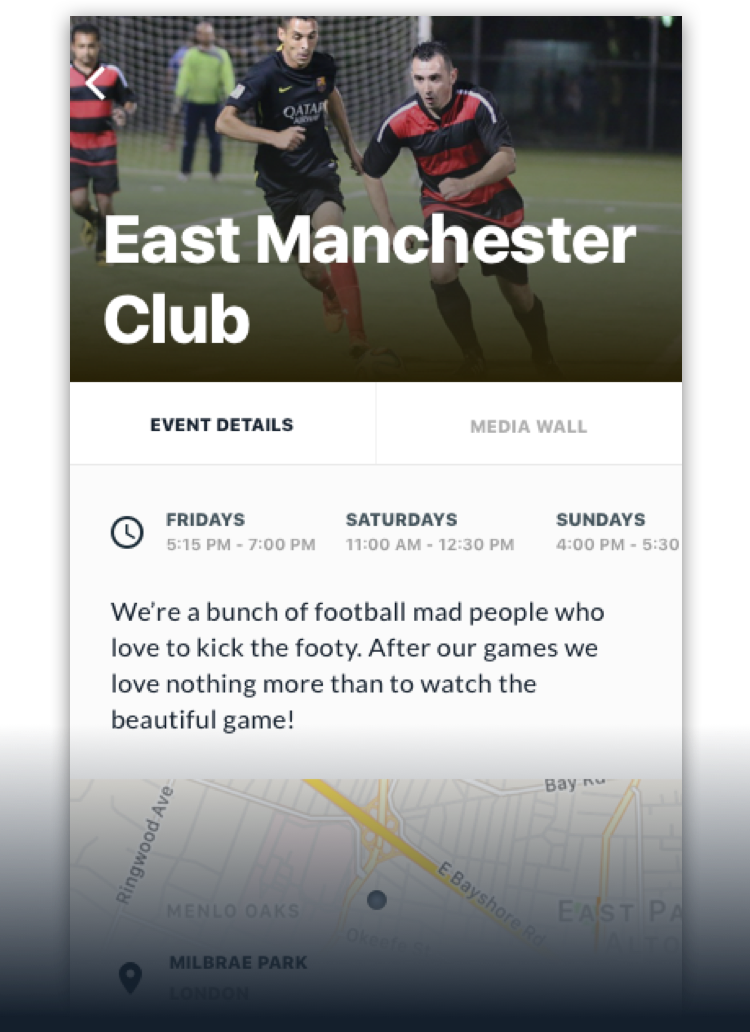 QATAR
AIRWAYS
East Manchester
Club
EVENT DETAILS
MEDIA WALL
FRIDAYS
SATURDAYS
SUNDAYS
5:15 PM - 7:00 PM
11:00 AM - 12:30 PM
4:00 PM - 5:30
We’re a bunch of football mad people who
love to kick the footy. After our games we
love nothing more than to watch the
beautiful game!
Bay Rd
Ringwood Ave
E Bayshore Rd
MENLO OAKS
EAST PA
ALTO
MILBRAE PARK
LONDON